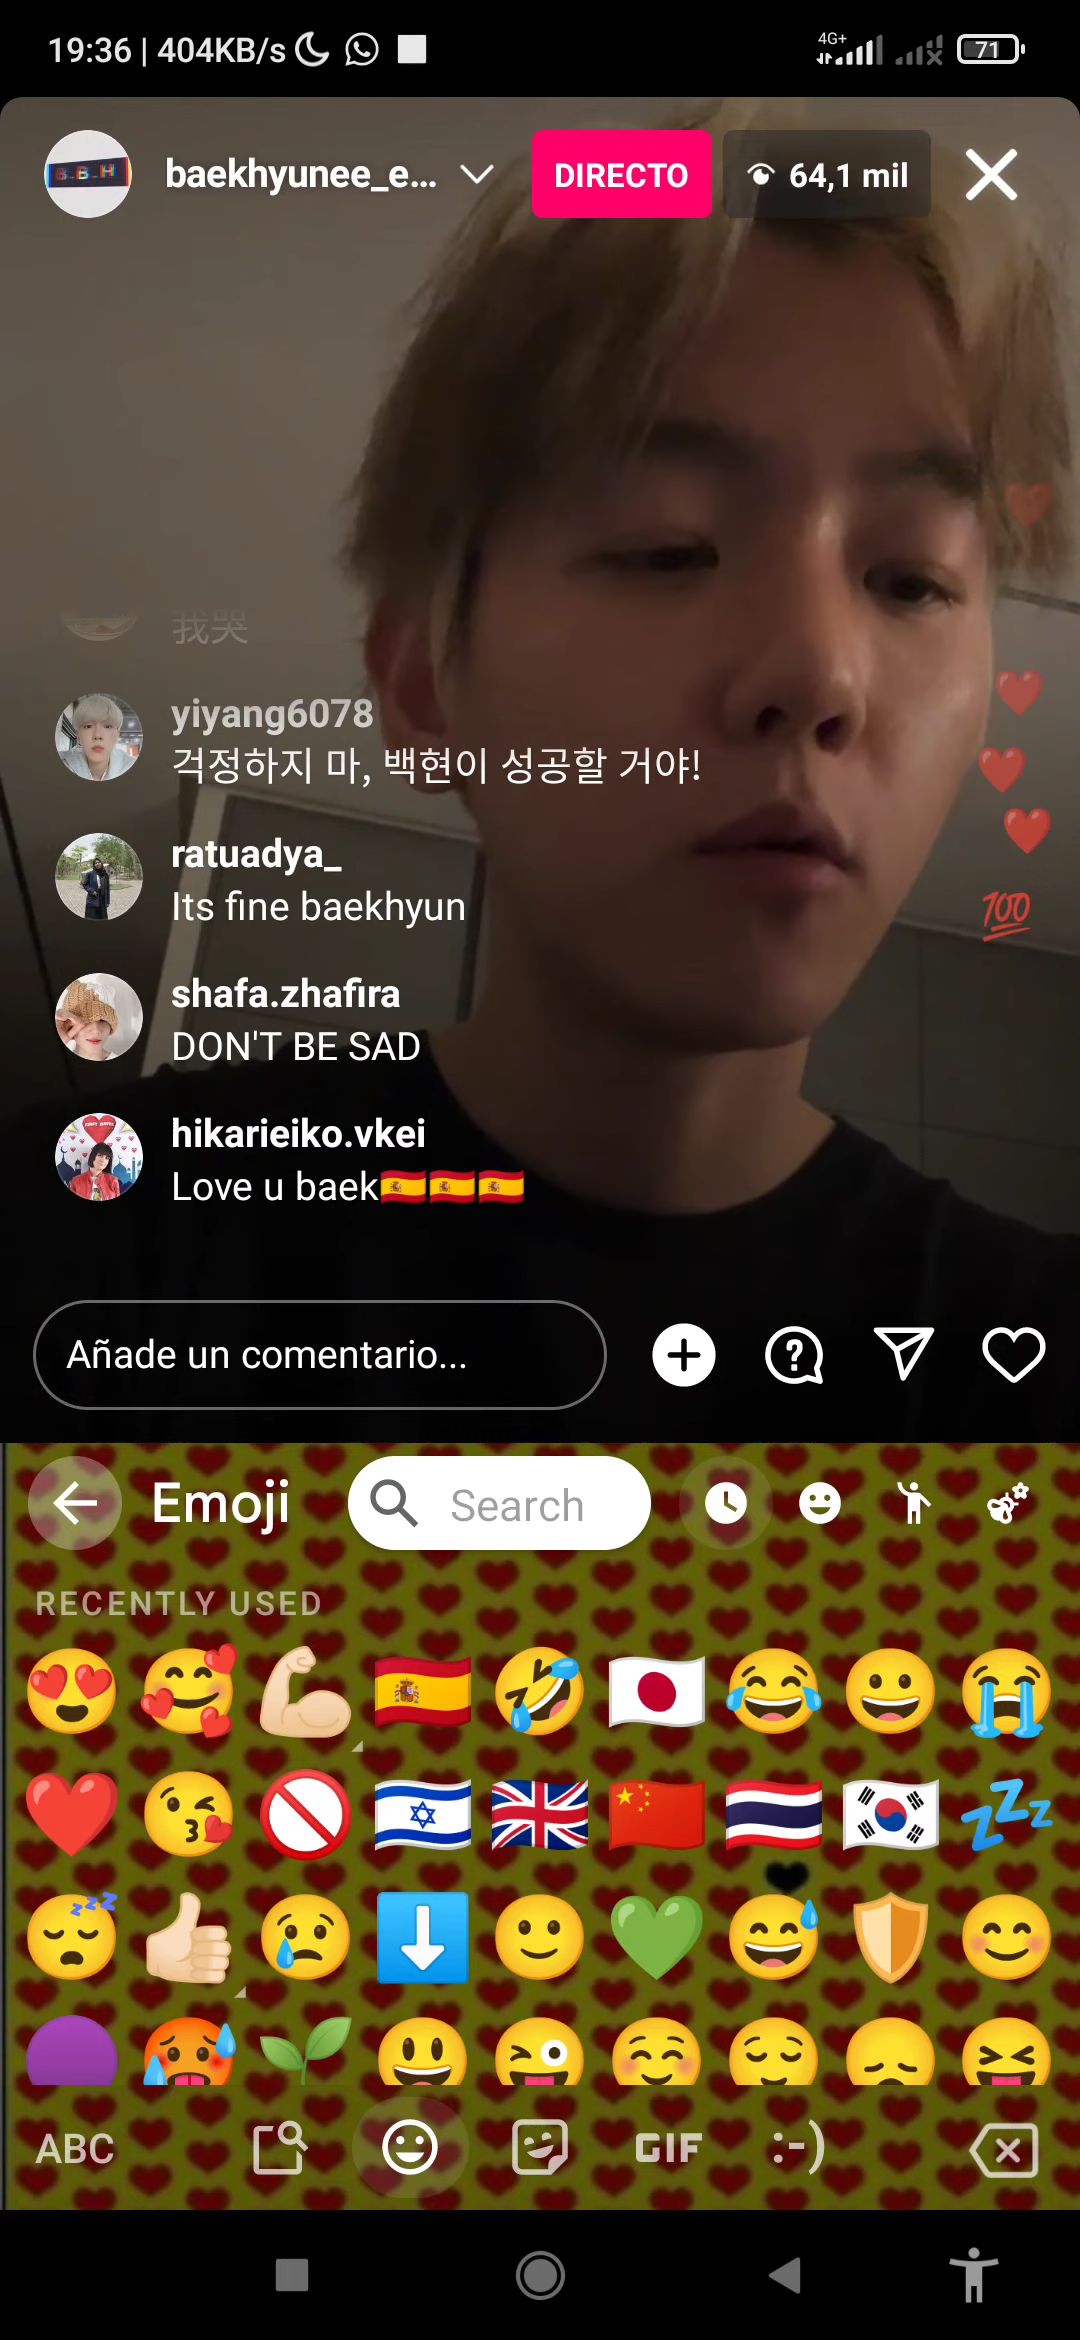 19:36 | 404KB/s
4G+
71
B.B.H
baekhyunee_e...
DIRECTO
64,1 mil
我哭
yiyang6078
걱정하지 마, 백현이 성공할 거야!
ratuadya_
Its fine baekhyun
shafa.zhafira
DON'T BE SAD
hikarieiko.vkei
Love u baek🇪🇸🇪🇸🇪🇸
Añade un comentario...
Emoji
Search
RECENTLY USED
ABC
GIF
:-)